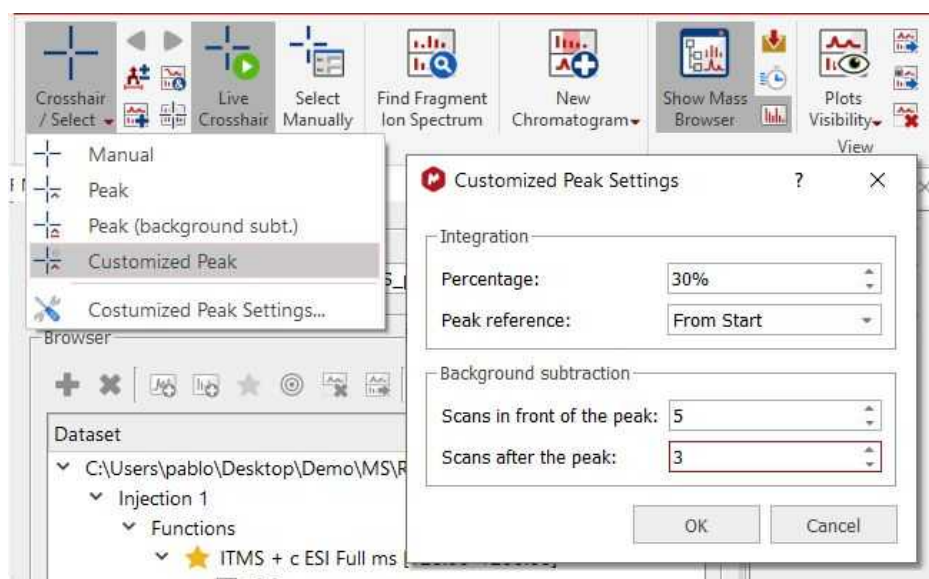 Crosshair
/ Select
Live
Crosshair
Select
Manually
Find Fragment
Ion Spectrum
New
Chromatogram
Show Mass
Browser
Plots
Visibility
View
Manual
Peak
Peak (background subt.)
Customized Peak
Costumized Peak Settings...
Customized Peak Settings
?
Integration
Percentage: 30%
Peak reference: From Start
Background subtraction
Scans in front of the peak: 5
Scans after the peak: 3
OK Cancel
Browser
Dataset
C:\Users\pablo\Desktop\Demo\MS\R
Injection 1
Functions
ITMS + c ESI Full ms